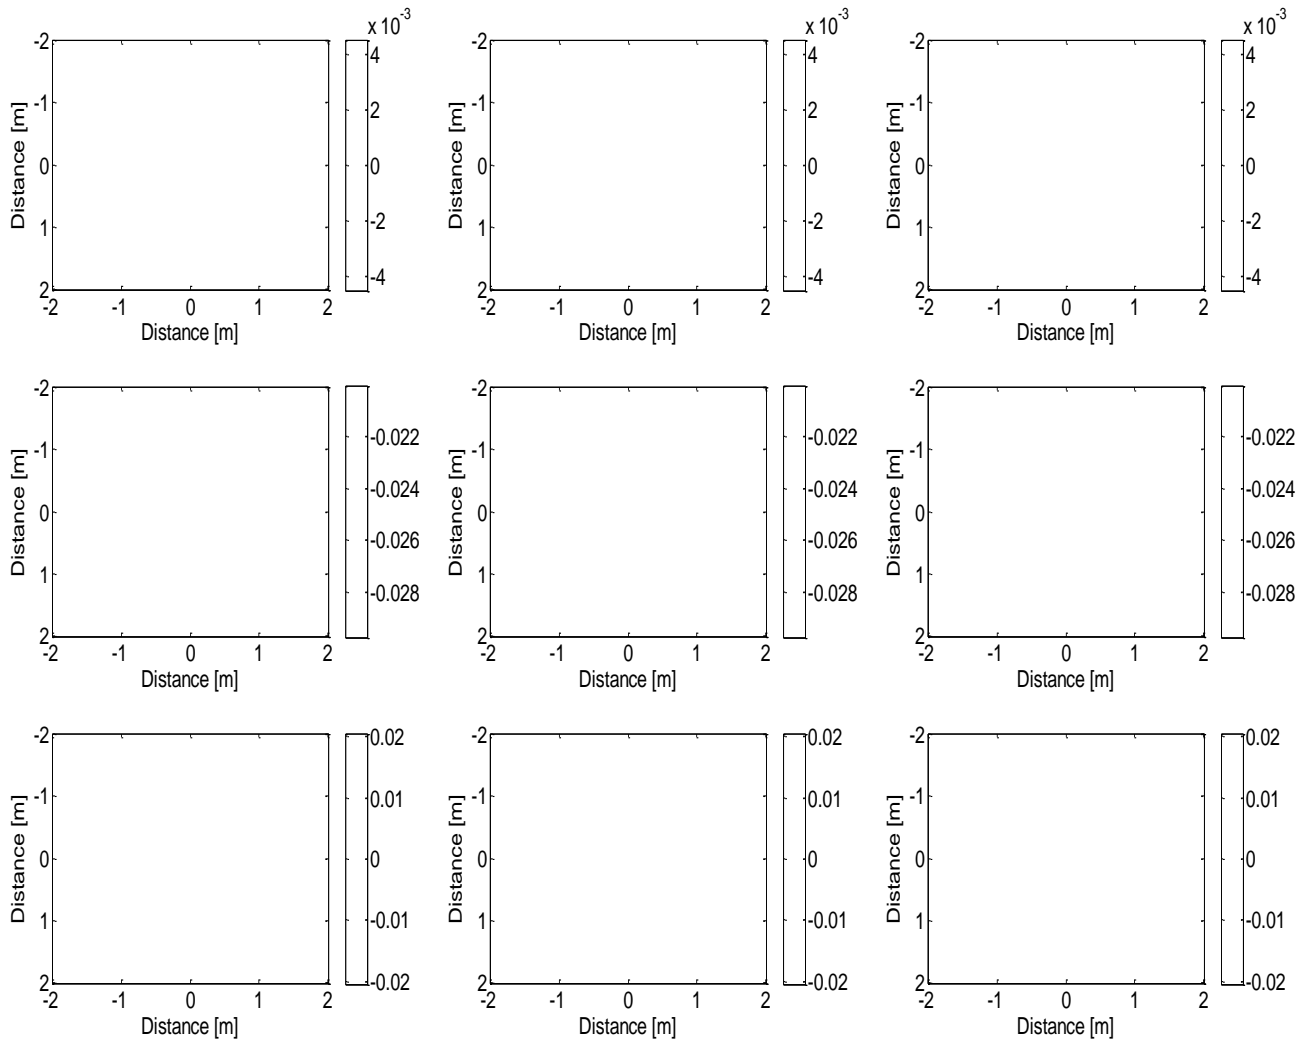 x 10-3 x 10-3 x 10-3
-2 4 -2 4 -2 4
-1 2 -1 2 -1 2
Distance [m] 0 0 Distance [m] 0 0 Distance [m] 0 0
1 -2 1 -2 1 -2
2 -4 2 -4 2 -4
-2 -1 0 1 2 -2 -1 0 1 2 -2 -1 0 1 2
Distance [m] Distance [m] Distance [m]
-2 -2 -2
-1 -0.022 -1 -0.022 -1 -0.022
-0.024 -0.024 -0.024
Distance [m] 0 Distance [m] 0 Distance [m] 0
-0.026 -0.026 -0.026
1 -0.028 1 -0.028 1 -0.028
2 2 2
-2 -1 0 1 2 -2 -1 0 1 2 -2 -1 0 1 2
Distance [m] Distance [m] Distance [m]
-2 0.02 -2 0.02 -2 0.02
-1 0.01 -1 0.01 -1 0.01
Distance [m] 0 0 Distance [m] 0 0 Distance [m] 0 0
1 -0.01 1 -0.01 1 -0.01
2 -0.02 2 -0.02 2 -0.02
-2 -1 0 1 2 -2 -1 0 1 2 -2 -1 0 1 2
Distance [m] Distance [m] Distance [m]